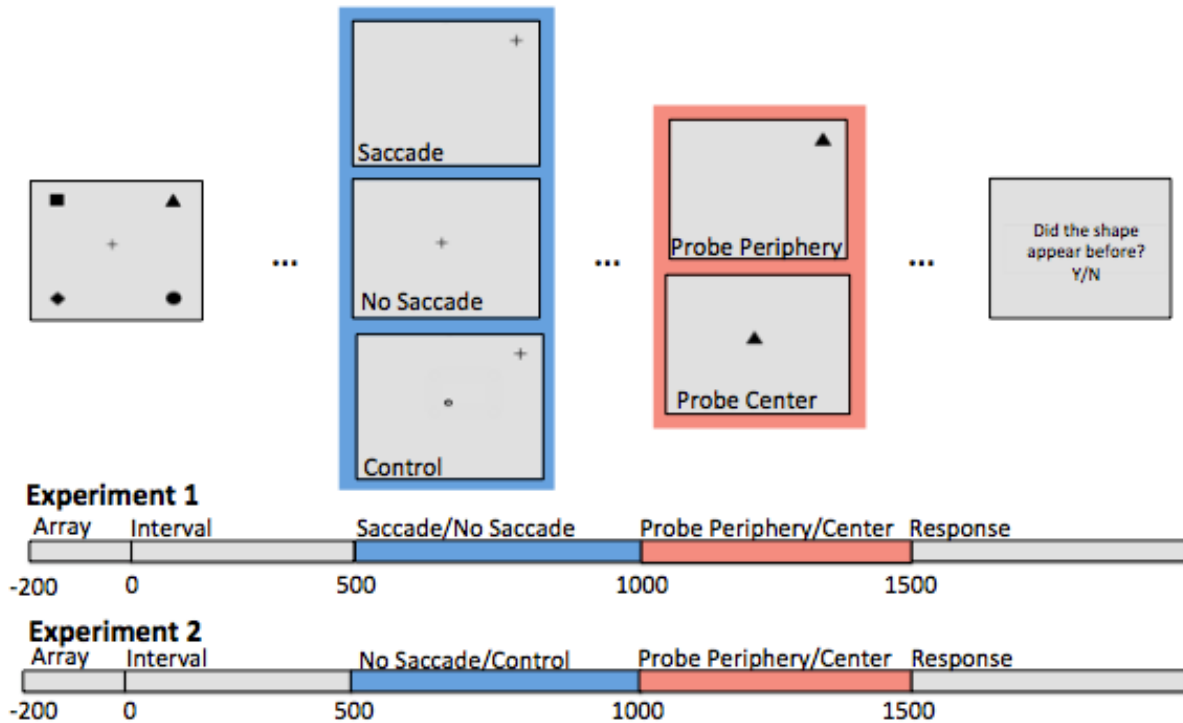 Saccade
No Saccade
Control
...
...
...
Probe Periphery
Probe Center
Did the shape
appear before?
Y/N
Experiment 1
Array Interval Saccade/No Saccade Probe Periphery/Center Response
-200 0 500 1000 1500
Experiment 2
Array Interval No Saccade/Control Probe Periphery/Center Response
-200 0 500 1000 1500